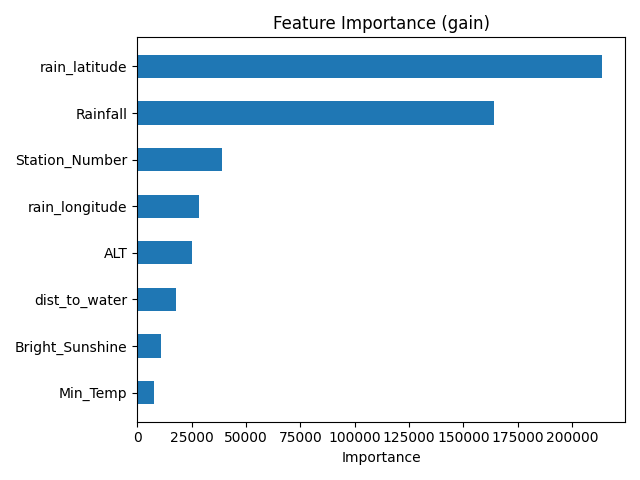 Feature Importance (gain)
rain_latitude
Rainfall
Station_Number
rain_longitude
ALT
dist_to_water
Bright_Sunshine
Min_Temp
0 25000 50000 75000 100000 125000 150000 175000 200000
Importance